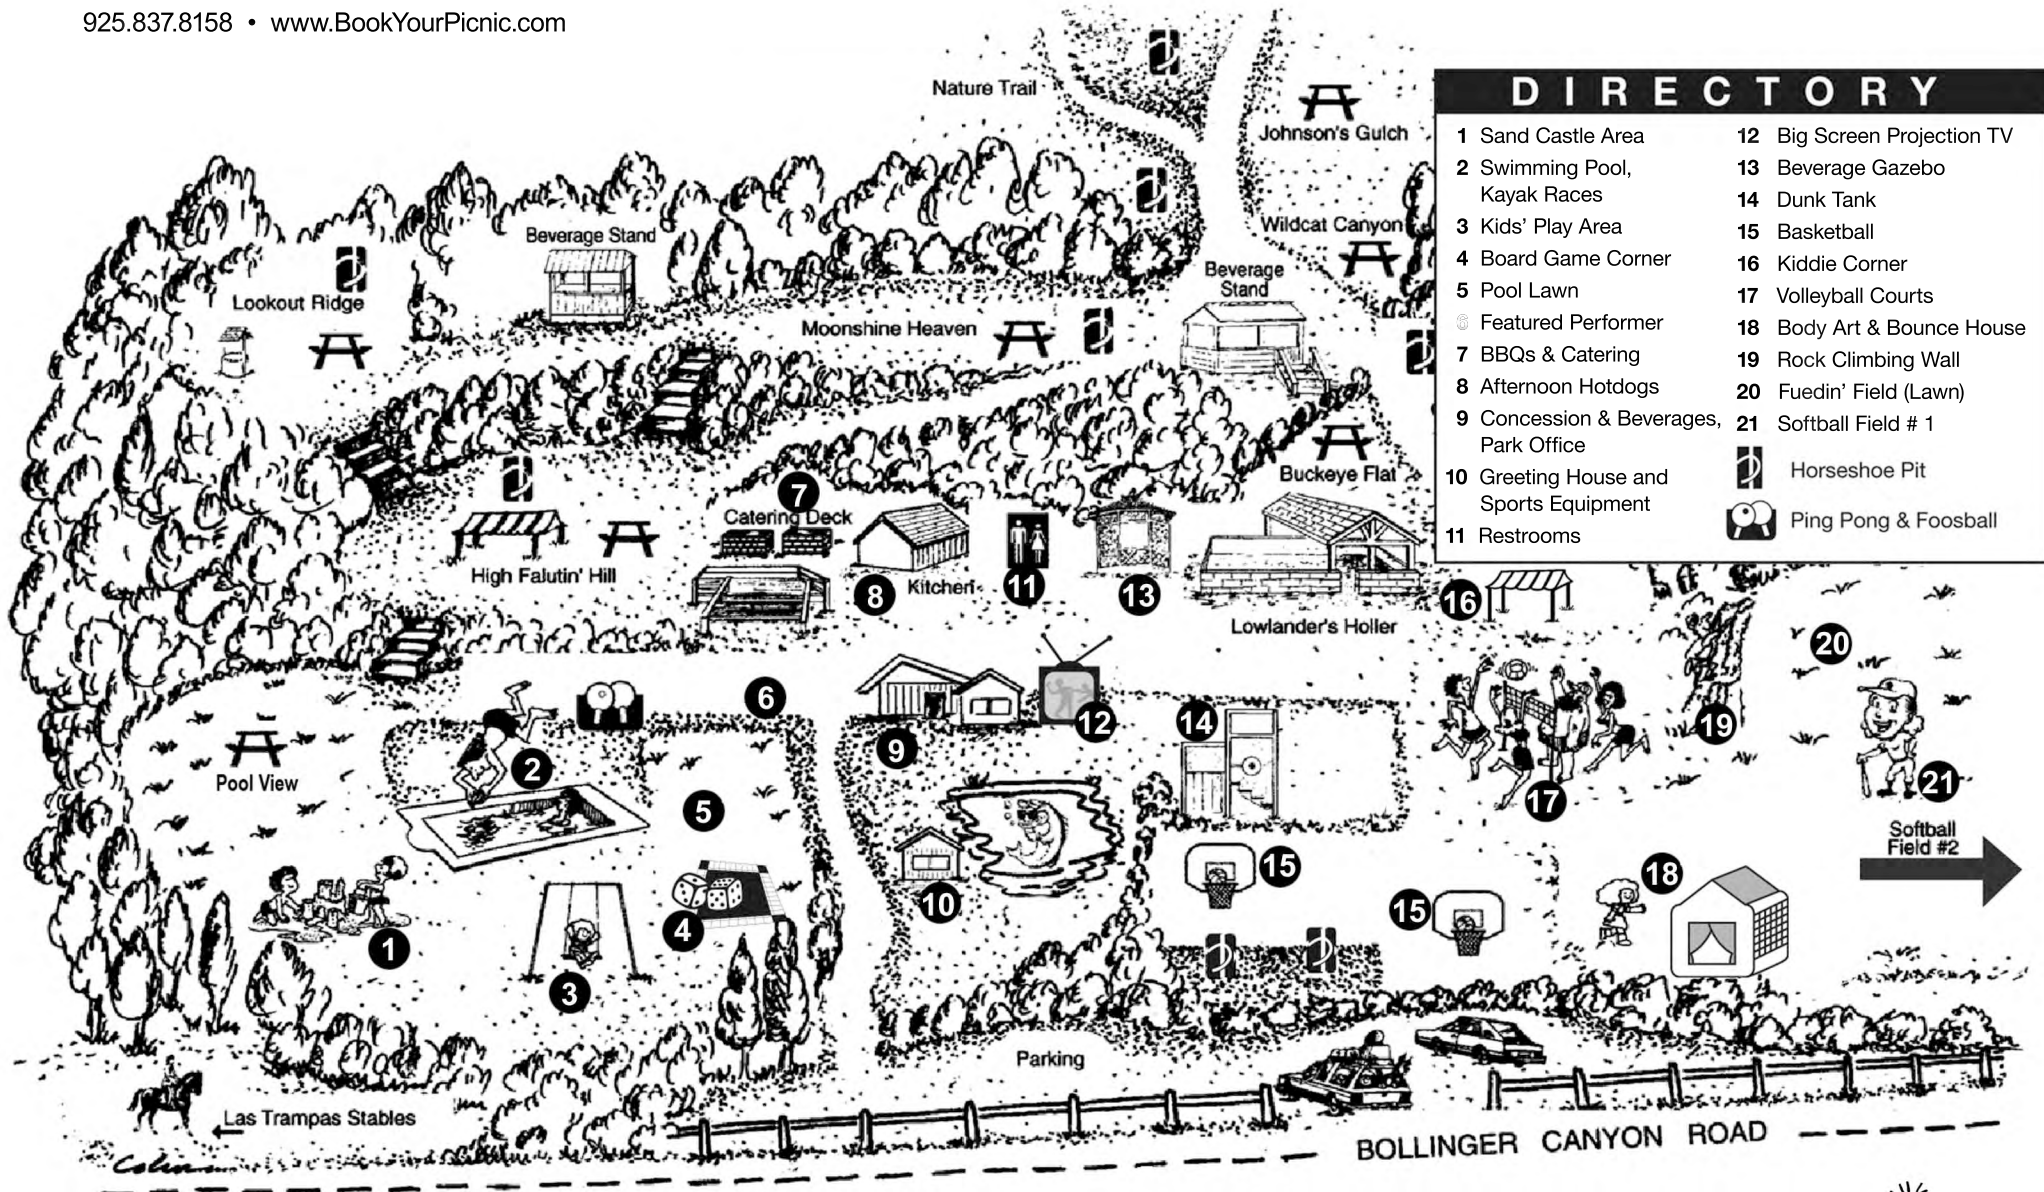 925.837.8158 • www.BookYourPicnic.com
Nature Trail
Johnson's Gulch
Wildcat Canyon
Beverage Stand
Beverage
Stand
Lookout Ridge
Moonshine Heaven
Buckeye Flat
7
Catering Deck
High Falutin' Hill
8
Kitchen
11
13
Lowlander's Holler
16
DIRECTORY
1 Sand Castle Area
2 Swimming Pool,
Kayak Races
3 Kids' Play Area
4 Board Game Corner
5 Pool Lawn
6 Featured Performer
7 BBQs & Catering
8 Afternoon Hotdogs
9 Concession & Beverages,
Park Office
10 Greeting House and
Sports Equipment
11 Restrooms
12 Big Screen Projection TV
13 Beverage Gazebo
14 Dunk Tank
15 Basketball
16 Kiddie Corner
17 Volleyball Courts
18 Body Art & Bounce House
19 Rock Climbing Wall
20 Fuedin' Field (Lawn)
21 Softball Field # 1
Horseshoe Pit
Ping Pong & Foosball
20
6
12
14
19
9
2
Pool View
5
17
21
Softball
Field #2
15
18
10
15
4
1
3
Parking
Las Trampas Stables
Colin
BOLLINGER CANYON ROAD